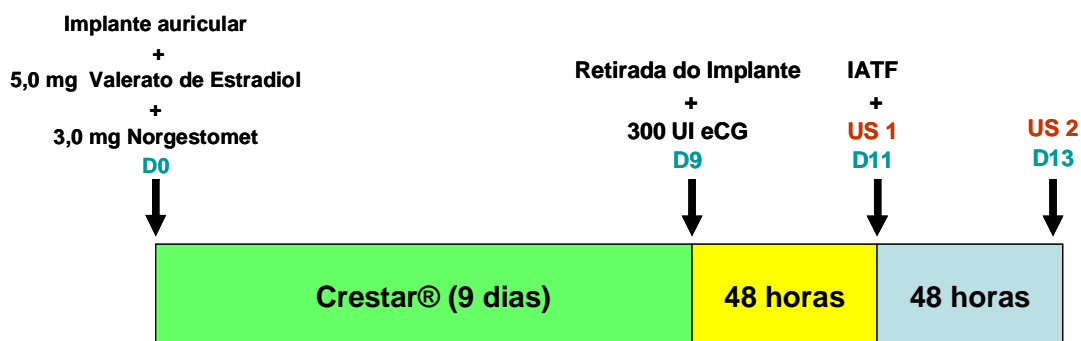 Implante auricular
+
5,0 mg Valerato de Estradiol
+
3,0 mg Norgestomet
D0
Retirada do Implante
+
300 UI eCG
D9
IATF
+
US 1
D11
US 2
D13
Crestar® (9 dias)
48 horas
48 horas